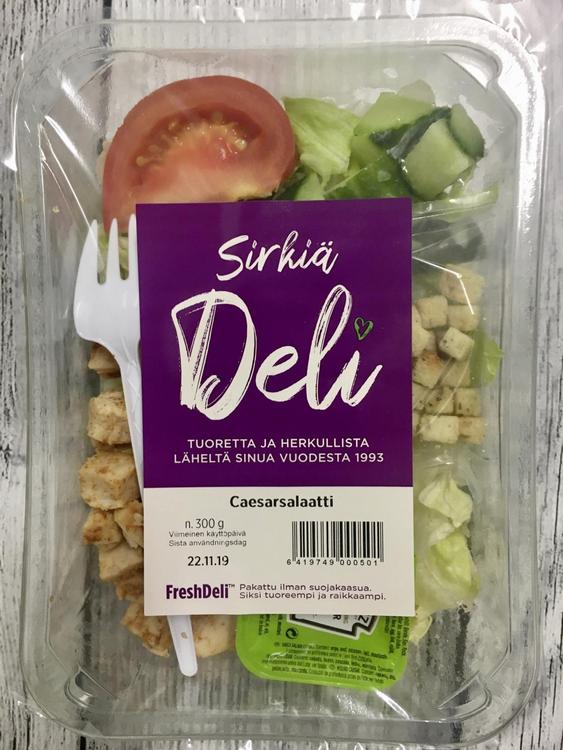 Sirkiä
Deli
TUORETTA JA HERKULLISTA
LÄHELTÄ SINUA VUODESTA 1993
Caesarsalaatti
n. 300 g
Viimeinen käyttöpäivä
Sista användningsdag
22.11.19
6 419749 000501
FreshDeli™ Pakattu ilman suojakaasua.
Siksi tuoreempi ja raikkaampi.